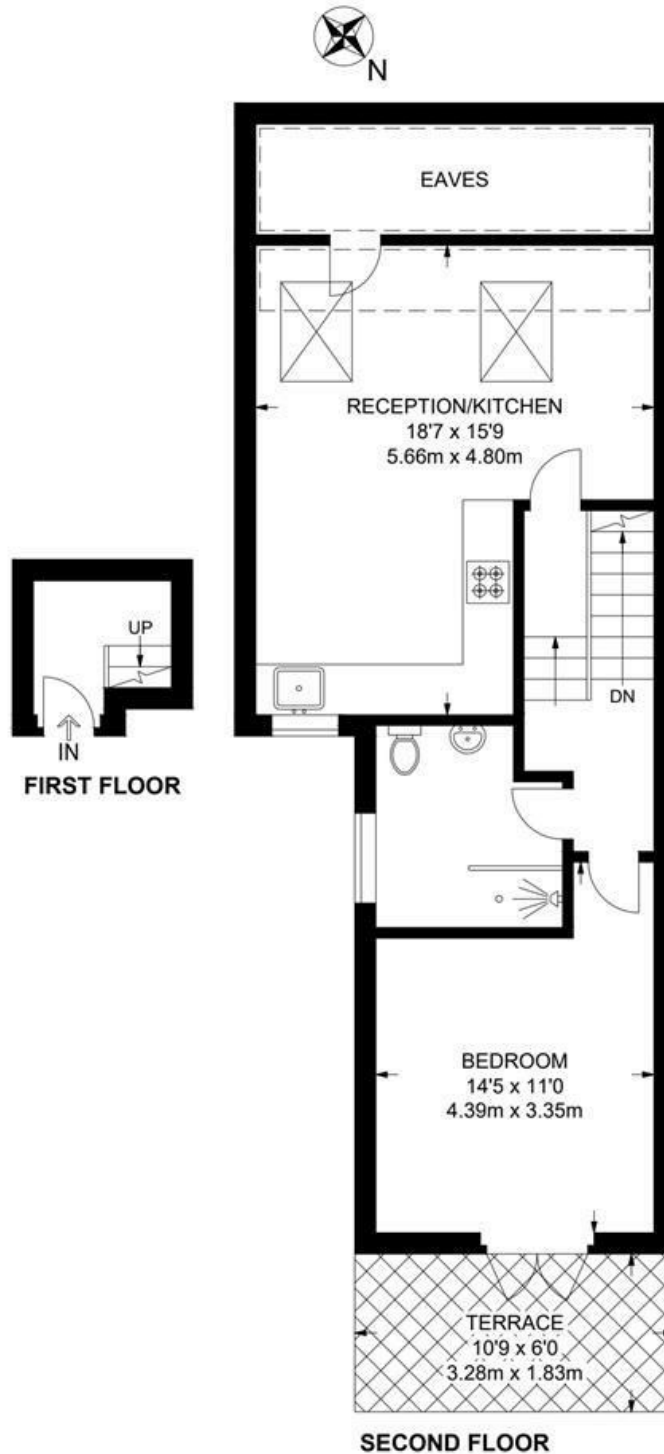 N
EAVES
RECEPTION/KITCHEN
18'7 x 15'9
5.66m x 4.80m
UP
IN
FIRST FLOOR
DN
BEDROOM
14'5 x 11'0
4.39m x 3.35m
TERRACE
10'9 x 6'0
3.28m x 1.83m
SECOND FLOOR